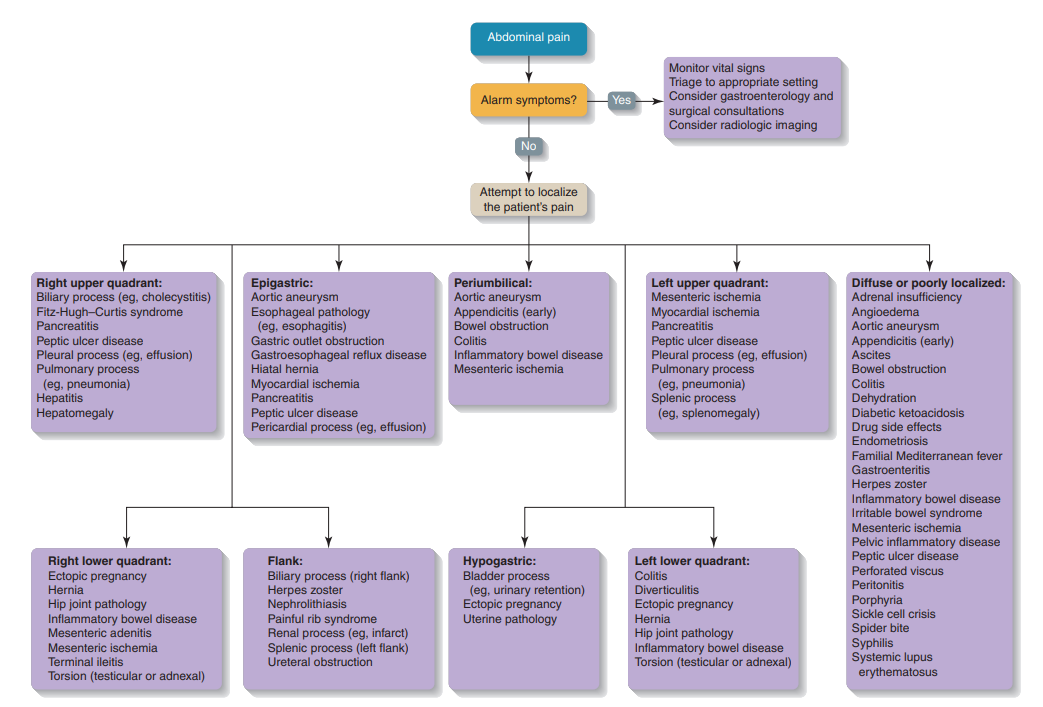 Abdominal pain
Alarm symptoms?
Yes
Monitor vital signs
Triage to appropriate setting
Consider gastroenterology and
surgical consultations
Consider radiologic imaging
No
Attempt to localize
the patient's pain
Right upper quadrant:
Biliary process (eg, cholecystitis)
Fitz-Hugh–Curtis syndrome
Pancreatitis
Peptic ulcer disease
Pleural process (eg, effusion)
Pulmonary process
(eg, pneumonia)
Hepatitis
Hepatomegaly
Epigastric:
Aortic aneurysm
Esophageal pathology
(eg, esophagitis)
Gastric outlet obstruction
Gastroesophageal reflux disease
Hiatal hernia
Myocardial ischemia
Pancreatitis
Peptic ulcer disease
Pericardial process (eg, effusion)
Periumbilical:
Aortic aneurysm
Appendicitis (early)
Bowel obstruction
Colitis
Inflammatory bowel disease
Mesenteric ischemia
Left upper quadrant:
Mesenteric ischemia
Myocardial ischemia
Pancreatitis
Peptic ulcer disease
Pleural process (eg, effusion)
Pulmonary process
(eg, pneumonia)
Splenic process
(eg, splenomegaly)
Diffuse or poorly localized:
Adrenal insufficiency
Angioedema
Aortic aneurysm
Appendicitis (early)
Ascites
Bowel obstruction
Colitis
Dehydration
Diabetic ketoacidosis
Drug side effects
Endometriosis
Familial Mediterranean fever
Gastroenteritis
Herpes zoster
Inflammatory bowel disease
Irritable bowel syndrome
Mesenteric ischemia
Pelvic inflammatory disease
Peptic ulcer disease
Perforated viscus
Peritonitis
Porphyria
Sickle cell crisis
Spider bite
Syphilis
Systemic lupus
erythematosus
Right lower quadrant:
Ectopic pregnancy
Hernia
Hip joint pathology
Inflammatory bowel disease
Mesenteric adenitis
Mesenteric ischemia
Terminal ileitis
Torsion (testicular or adnexal)
Flank:
Biliary process (right flank)
Herpes zoster
Nephrolithiasis
Painful rib syndrome
Renal process (eg, infarct)
Splenic process (left flank)
Ureteral obstruction
Hypogastric:
Bladder process
(eg, urinary retention)
Ectopic pregnancy
Uterine pathology
Left lower quadrant:
Colitis
Diverticulitis
Ectopic pregnancy
Hernia
Hip joint pathology
Inflammatory bowel disease
Torsion (testicular or adnexal)